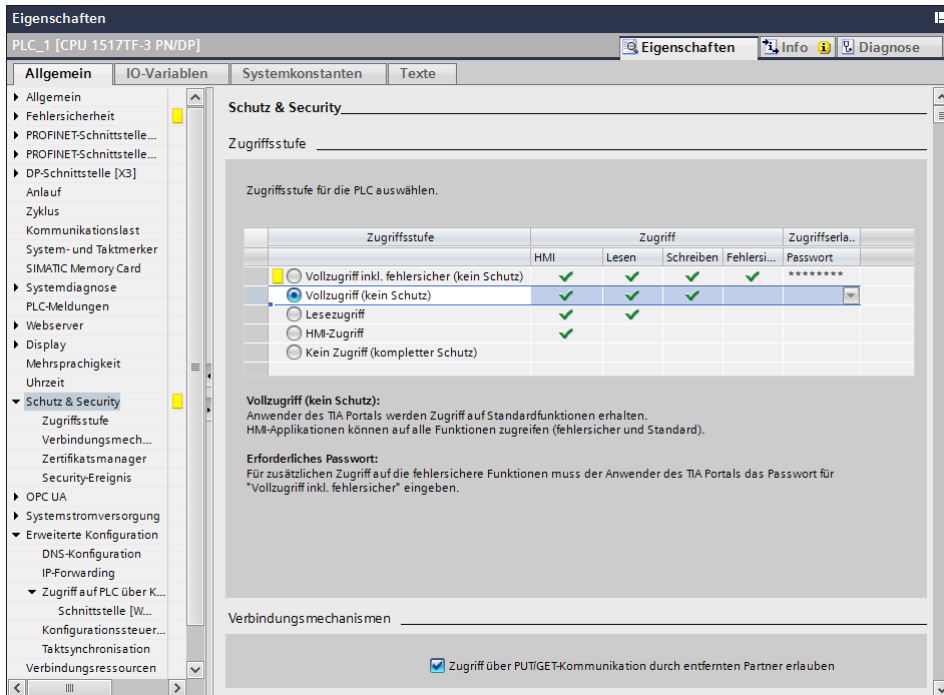 Eigenschaften
PLC_1 [CPU 1517TF-3 PN/DP]
Eigenschaften
Info
Diagnose
Allgemein
IO-Variablen
Systemkonstanten
Texte
Allgemein
Fehlersicherheit
PROFINET-Schnittstelle...
PROFINET-Schnittstelle...
DP-Schnittstelle [X3]
Anlauf
Zyklus
Kommunikationslast
System- und Taktmerker
SIMATIC Memory Card
Systemdiagnose
PLC-Meldungen
Webserver
Display
Mehrsprachigkeit
Uhrzeit
Schutz & Security
Zugriffsstufe
Verbindungsmech...
Zertifikatsmanager
Security-Ereignis
OPC UA
Systemstromversorgung
Erweiterte Konfiguration
DNS-Konfiguration
IP-Forwarding
Zugriff auf PLC über K...
Schnittstelle [W...
Konfigurationssteuer...
Taktsynchronisation
Verbindungsressourcen
Schutz & Security
Zugriffsstufe
Zugriffsstufe für die PLC auswählen.
Zugriffsstufe Zugriff Zugriffserla..
HMI Lesen Schreiben Fehlersi... Passwort
Vollzugriff inkl. fehlersicher (kein Schutz) ********
Vollzugriff (kein Schutz)
Lesezugriff
HMI-Zugriff
Kein Zugriff (kompletter Schutz)
Vollzugriff (kein Schutz):
Anwender des TIA Portals werden Zugriff auf Standardfunktionen erhalten.
HMI-Applikationen können auf alle Funktionen zugreifen (fehlersicher und Standard).
Erforderliches Passwort:
Für zusätzlichen Zugriff auf die fehlersichere Funktionen muss der Anwender des TIA Portals das Passwort für
"Vollzugriff inkl. fehlersicher" eingeben.
Verbindungsmechanismen
Zugriff über PUT/GET-Kommunikation durch entfernten Partner erlauben